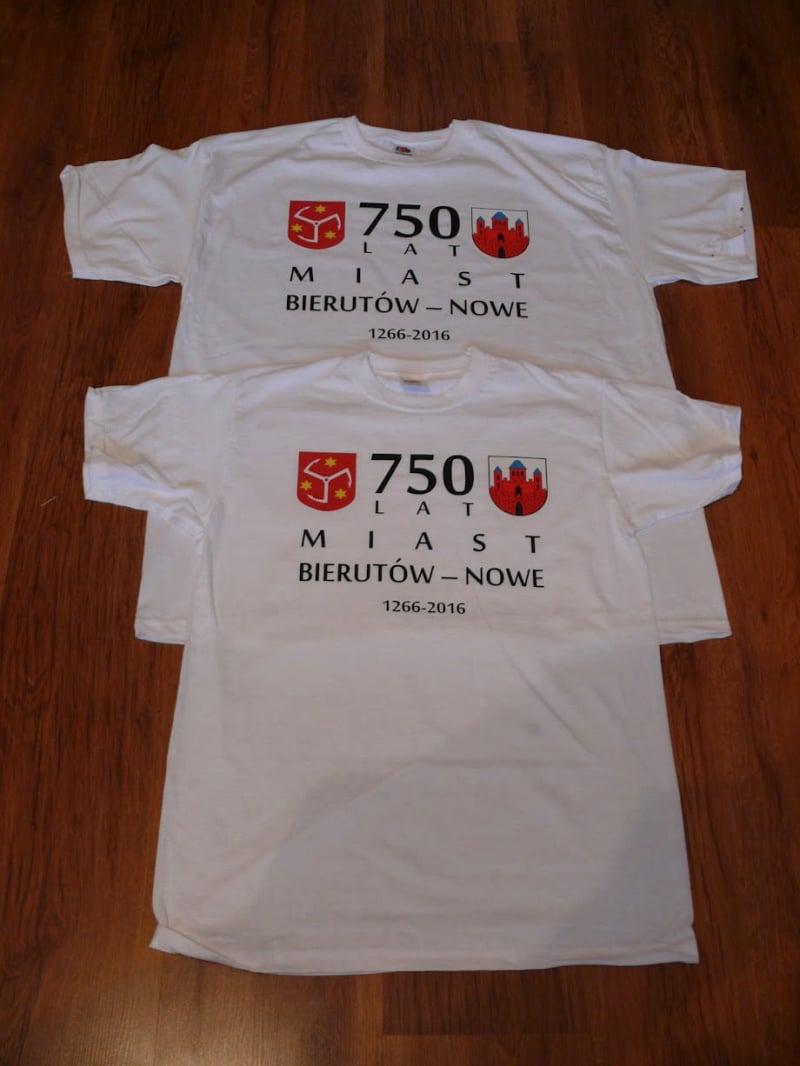 750
LAT
MIAST
BIERUTÓW – NOWE
1266-2016
750
LAT
MIAST
BIERUTÓW – NOWE
1266-2016